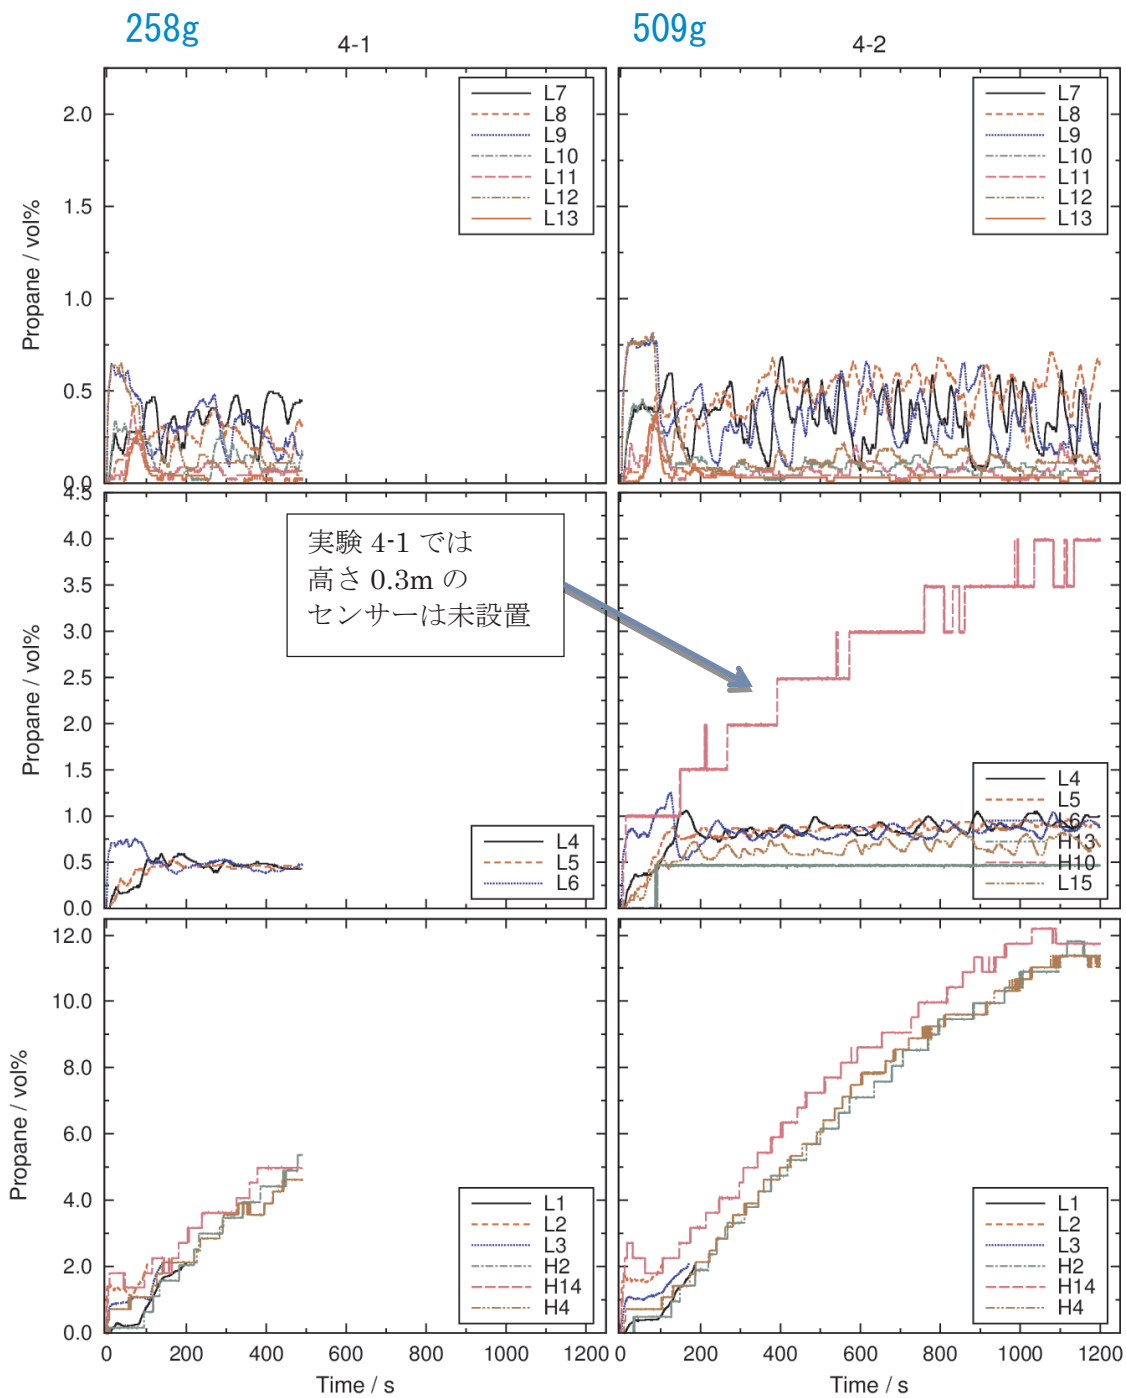 258g
509g
4-1
4-2
Propane / vol%
2.0
1.5
1.0
0.5
0.0
L7
L8
L9
L10
L11
L12
L13
L7
L8
L9
L10
L11
L12
L13
Propane / vol%
4.5
4.0
3.5
3.0
2.5
2.0
1.5
1.0
0.5
0.0
実験 4-1 では
高さ 0.3m の
センサーは未設置
L4
L5
L6
L4
L5
L6
H13
H10
L15
Propane / vol%
12.0
10.0
8.0
6.0
4.0
2.0
0.0
L1
L2
L3
H2
H14
H4
L1
L2
L3
H2
H14
H4
0 200 400 600 800 1000 1200
0 200 400 600 800 1000 1200
Time / s
Time / s